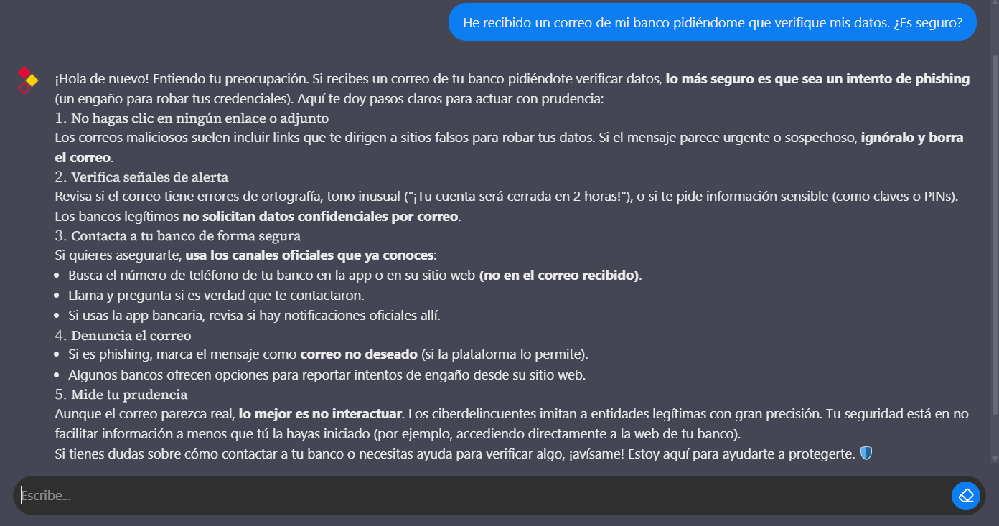 He recibido un correo de mi banco pidiéndome que verifique mis datos. ¿Es seguro?
¡Hola de nuevo! Entiendo tu preocupación. Si recibes un correo de tu banco pidiéndote verificar datos, lo más seguro es que sea un intento de phishing
(un engaño para robar tus credenciales). Aquí te doy pasos claros para actuar con prudencia:
1. No hagas clic en ningún enlace o adjunto
Los correos maliciosos suelen incluir links que te dirigen a sitios falsos para robar tus datos. Si el mensaje parece urgente o sospechoso, ignóralo y borra
el correo.
2. Verifica señales de alerta
Revisa si el correo tiene errores de ortografía, tono inusual ("¡Tu cuenta será cerrada en 2 horas!"), o si te pide información sensible (como claves o PINs).
Los bancos legítimos no solicitan datos confidenciales por correo.
3. Contacta a tu banco de forma segura
Si quieres asegurarte, usa los canales oficiales que ya conoces:
• Busca el número de teléfono de tu banco en la app o en su sitio web (no en el correo recibido).
• Llama y pregunta si es verdad que te contactaron.
• Si usas la app bancaria, revisa si hay notificaciones oficiales allí.
4. Denuncia el correo
• Si es phishing, marca el mensaje como correo no deseado (si la plataforma lo permite).
• Algunos bancos ofrecen opciones para reportar intentos de engaño desde su sitio web.
5. Mide tu prudencia
Aunque el correo parezca real, lo mejor es no interactuar. Los ciberdelincuentes imitan a entidades legítimas con gran precisión. Tu seguridad está en no
facilitar información a menos que tú la hayas iniciado (por ejemplo, accediendo directamente a la web de tu banco).
Si tienes dudas sobre cómo contactar a tu banco o necesitas ayuda para verificar algo, ¡avísame! Estoy aquí para ayudarte a protegerte. 🛡️
Escribe...